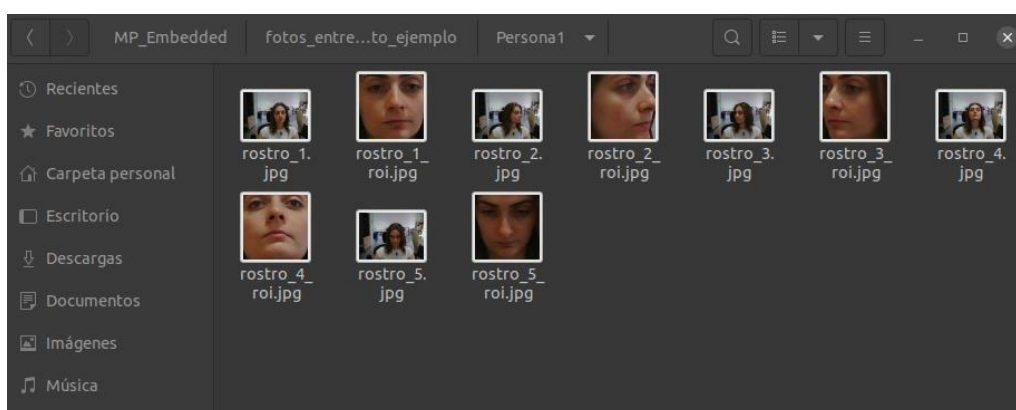 MP_Embedded fotos_entre...to_ejemplo Persona1
Recientes
Favoritos
Carpeta personal
Escritorio
Descargas
Documentos
Imágenes
Música
rostro_1.
jpg
rostro_1_
roi.jpg
rostro_2.
jpg
rostro_2_
roi.jpg
rostro_3.
jpg
rostro_3_
roi.jpg
rostro_4.
jpg
rostro_4_
roi.jpg
rostro_5.
jpg
rostro_5_
roi.jpg